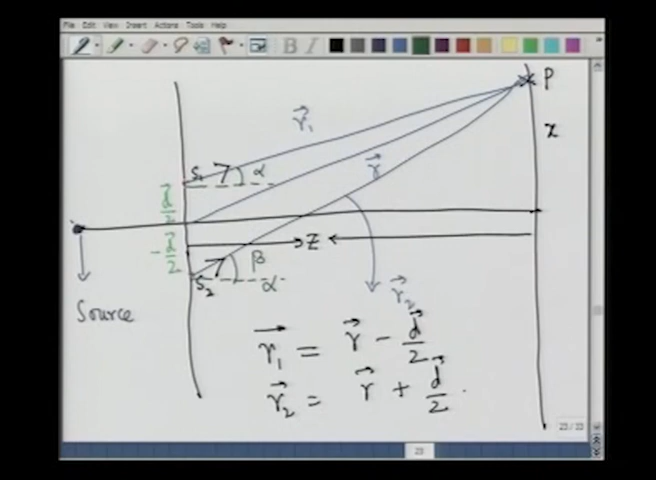 File Edit View Insert Actions Tools Help
B I
P
x
r⃗₁
r⃗
S₁
α
d⃗/2
-d⃗/2
Z
β
α
S₂
r⃗₂
Source
r⃗₁ = r⃗ - d⃗/2
r⃗₂ = r⃗ + d⃗/2.
23/33
23